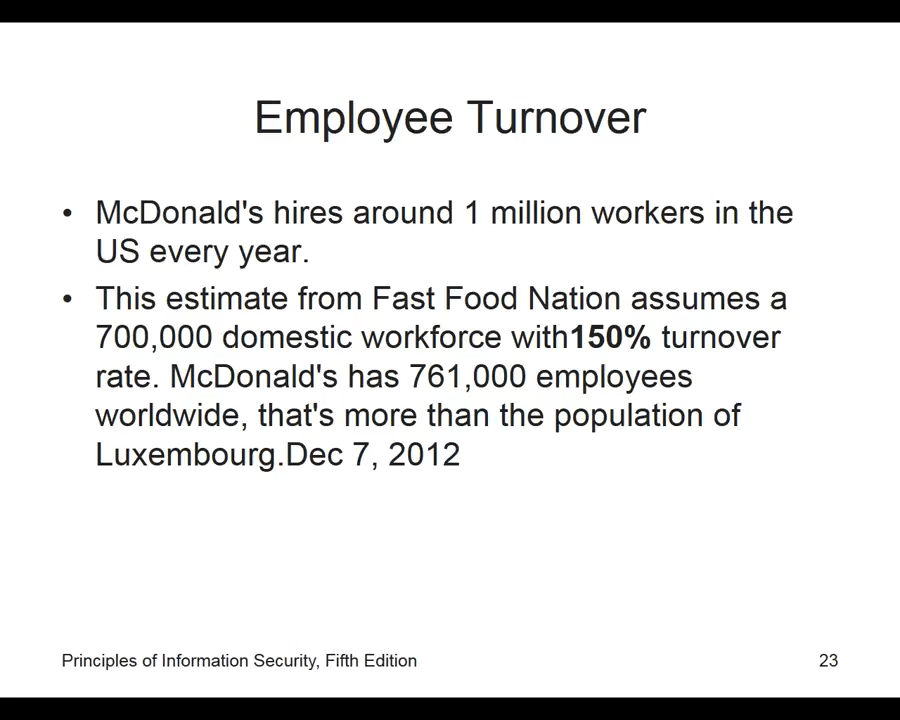 Employee Turnover
• McDonald's hires around 1 million workers in the
US every year.
• This estimate from Fast Food Nation assumes a
700,000 domestic workforce with150% turnover
rate. McDonald's has 761,000 employees
worldwide, that's more than the population of
Luxembourg.Dec 7, 2012
Principles of Information Security, Fifth Edition
23